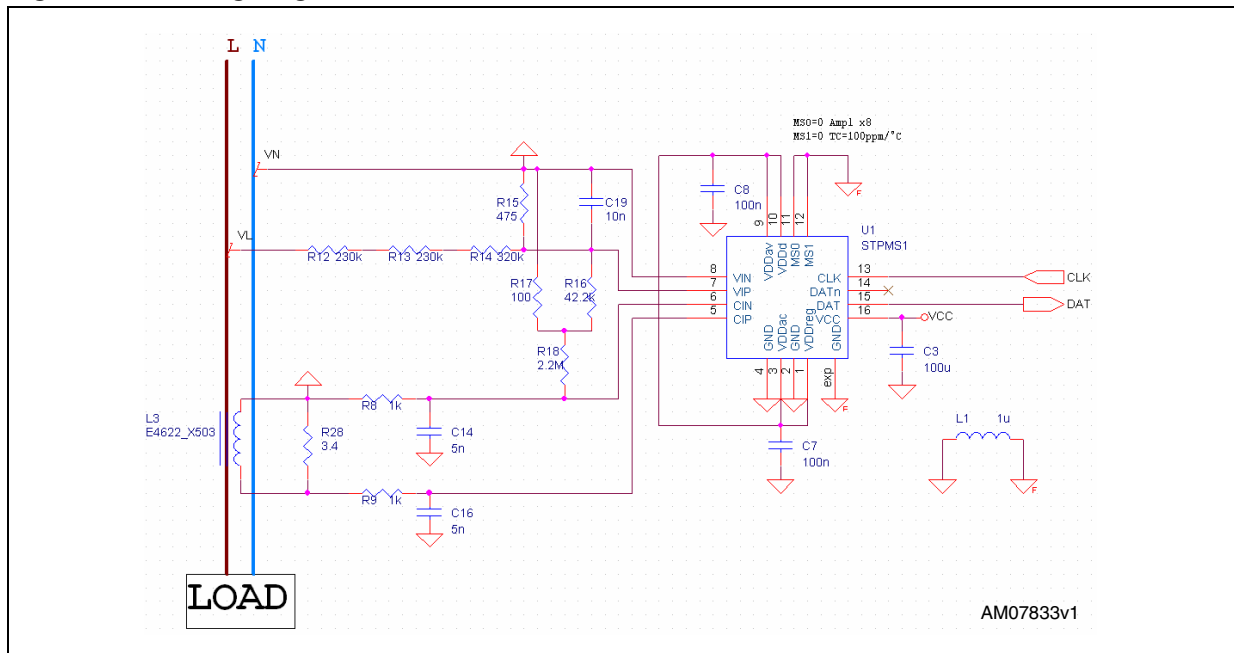 L N
MS0=0 Ampl x8
MS1=0 TC=100ppm/°C
VN
R15
475
C19
10n
C8
100n
F
9
10
11
12
VDDav
VDDd
MS0
MS1
U1
STPMS1
VL
R12 230k
R13 230k
R14 320k
R17
100
R16
42.2k
8
7
6
5
VIN
VIP
CIN
CIP
CLK
DATn
DAT
VCC
13
14
15
16
CLK
DAT
VCC
GND
VDDac
GND
VDDreg
GND
4
3
2
1
exp
F
C3
100u
R18
2.2M
L3
E4622_X503
R28
3.4
R8 1k
C14
5n
C7
100n
L1 1u
F
R9 1k
C16
5n
LOAD
AM07833v1